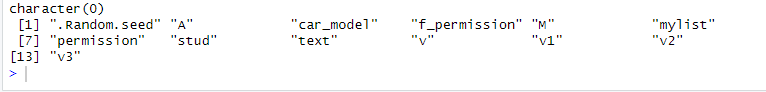 character(0)
[1] ".Random.seed" "A" "car_model" "f_permission" "M" "mylist"
[7] "permission" "stud" "text" "v" "v1" "v2"
[13] "v3"
>